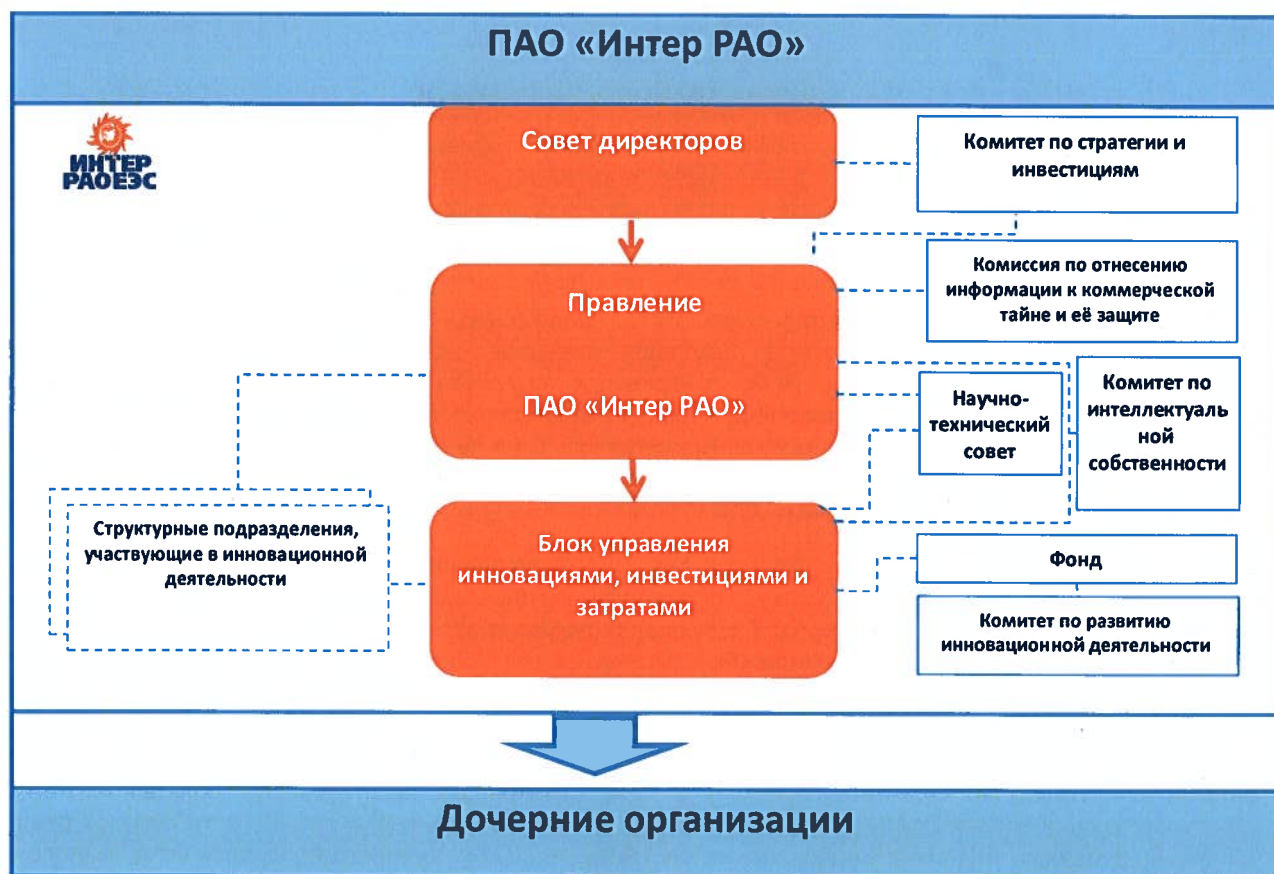 ПАО «Интер РАО»
ИНТЕР
РАОЕЭС
Совет директоров
Комитет по стратегии и
инвестициям
Правление
ПАО «Интер РАО»
Комиссия по отнесению
информации к коммерческой
тайне и её защите
Научно-
технический
совет
Комитет по
интеллектуаль
ной
собственности
Структурные подразделения,
участвующие в инновационной
деятельности
Блок управления
инновациями, инвестициями и
затратами
Фонд
Комитет по развитию
инновационной деятельности
Дочерние организации